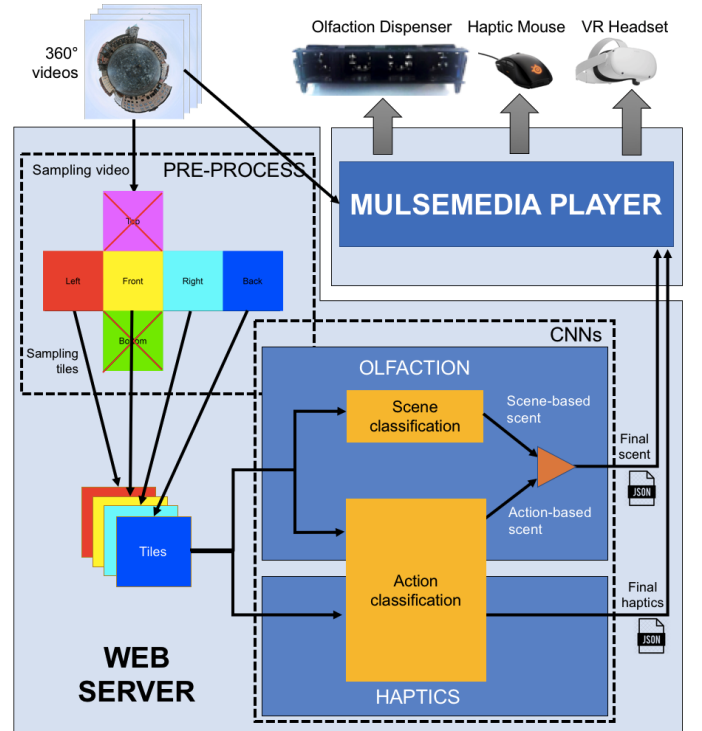 Olfaction Dispenser
Haptic Mouse
VR Headset
360°
videos
Sampling video
PRE-PROCESS
MULSEMEDIA PLAYER
Top
Left
Front
Right
Back
Bottom
Sampling
tiles
CNNs
OLFACTION
Scene
classification
Scene-based
scent
Final
scent
JSON
Action-based
scent
Tiles
Action
classification
Final
haptics
JSON
WEB
SERVER
HAPTICS